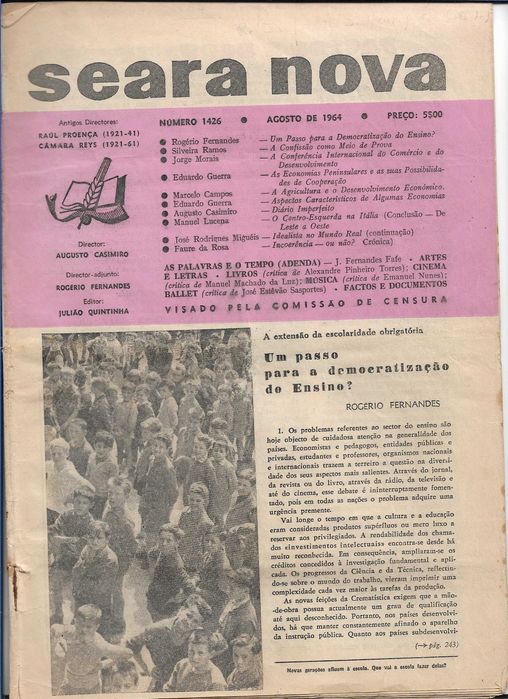 seara nova
Antigos Directores:
RAÚL PROENÇA (1921-41)
CÂMARA REYS (1921-61)
Director:
AUGUSTO CASIMIRO
Director-adjunto:
ROGÉRIO FERNANDES
Editor:
JULIÃO QUINTINHA
NÚMERO 1426 • AGOSTO DE 1964 • PREÇO: 5$00
• Rogério Fernandes — Um Passo para a Democratização do Ensino?
• Silveira Ramos — A Confissão como Meio de Prova
• Jorge Morais — A Conferência Internacional do Comércio e do
Desenvolvimento
• Eduardo Guerra — As Economias Peninsulares e as suas Possibilida-
des de Cooperação
• Marcelo Campos — A Agricultura e o Desenvolvimento Económico.
• Eduardo Guerra — Aspectos Característicos de Algumas Economias
• Augusto Casimiro — Diário Imperfeito
• Manuel Lucena — O Centro-Esquerda na Itália (Conclusão — De
Leste a Oeste
• José Rodrigues Miguéis — Idealista no Mundo Real (continuação)
• Faure da Rosa — Incoerência — ou não? Crónica)
AS PALAVRAS E O TEMPO (ADENDA) — J. Fernandes Fafe • ARTES
E LETRAS • LIVROS (crítica de Alexandre Pinheiro Torres); CINEMA
(crítica de Manuel Machado da Luz); MÚSICA (crítica de Emanuel Nunes);
BALLET (crítica de José Estêvão Sasportes) • FACTOS E DOCUMENTOS
VISADO PELA COMISSÃO DE CENSURA
A extensão da escolaridade obrigatória
Um passo
para a democratização
do Ensino?
ROGÉRIO FERNANDES
1. Os problemas referentes ao sector do ensino são
hoje objecto de cuidadosa atenção na generalidade dos
países. Economistas e pedagogos, entidades públicas e
privadas, estudantes e professores, organismos nacionais
e internacionais trazem a terreiro a questão na diversi-
dade dos seus aspectos mais salientes. Através do jornal,
da revista ou do livro, através da rádio, da televisão e
até do cinema, esse debate é ininterruptamente fomen-
tado, pois em todas as nações o problema adquire uma
urgência premente.
Vai longe o tempo em que a cultura e a educação
eram consideradas produtos supérfluos ou mero luxo a
reservar aos privilegiados. A rendabilidade dos chama-
dos «investimentos intelectuais» encontra-se desde há
muito reconhecida. Em consequência, ampliaram-se os
créditos concedidos à investigação fundamental e apli-
cada. Os progressos da Ciência e da Técnica, reflectin-
do-se sobre o mundo do trabalho, vieram imprimir uma
complexidade cada vez maior às tarefas da produção.
As novas feições da Crematística exigem que a mão-
-de-obra possua actualmente um grau de qualificação
até aqui desconhecido. Portanto, nos países desenvolvi-
dos, há que manter constantemente afinado o aparelho
da instrução pública. Quanto aos países subdesenvolvi-
(→ pág. 243)
Novas gerações afluem à escola. Que vai a escola fazer delas?